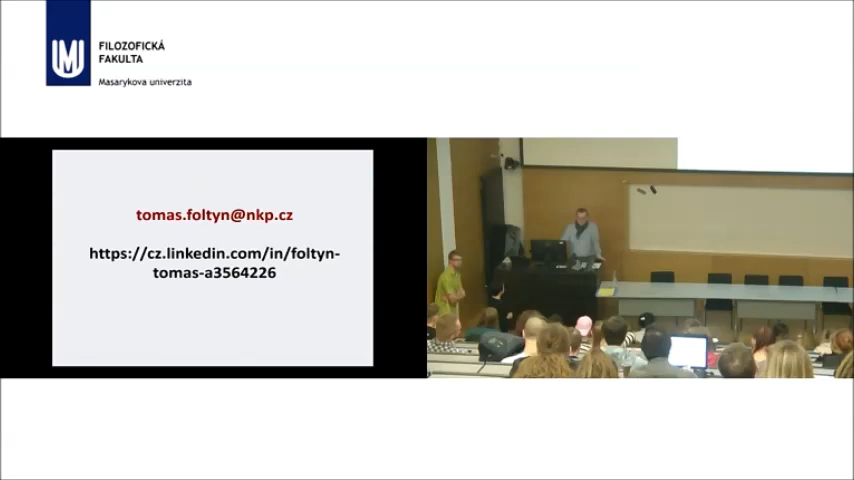 FILOZOFICKÁ
FAKULTA
Masarykova univerzita
tomas.foltyn@nkp.cz
https://cz.linkedin.com/in/foltyn-
tomas-a3564226